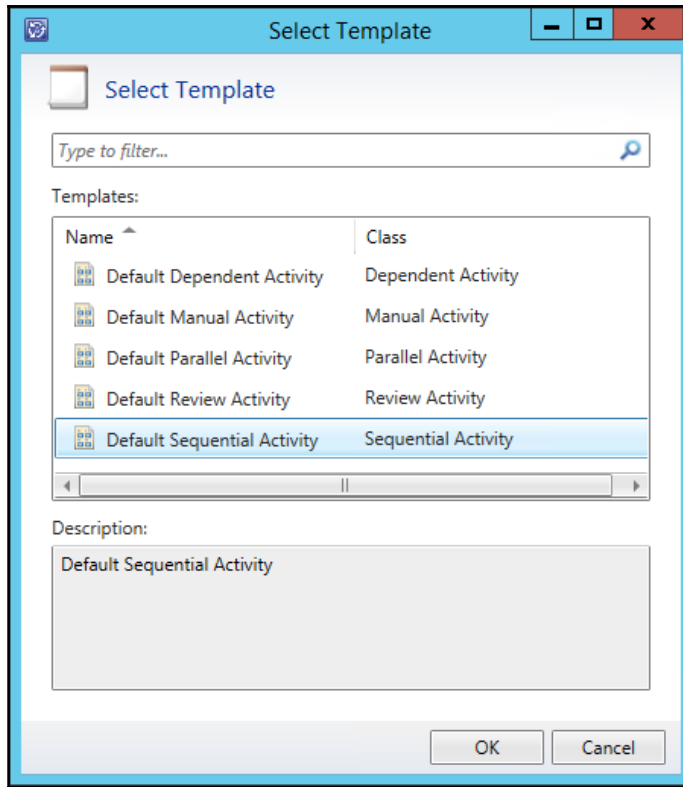 Select Template
Select Template
Type to filter...
Templates:
Name Class
Default Dependent Activity Dependent Activity
Default Manual Activity Manual Activity
Default Parallel Activity Parallel Activity
Default Review Activity Review Activity
Default Sequential Activity Sequential Activity
Description:
Default Sequential Activity
OK Cancel